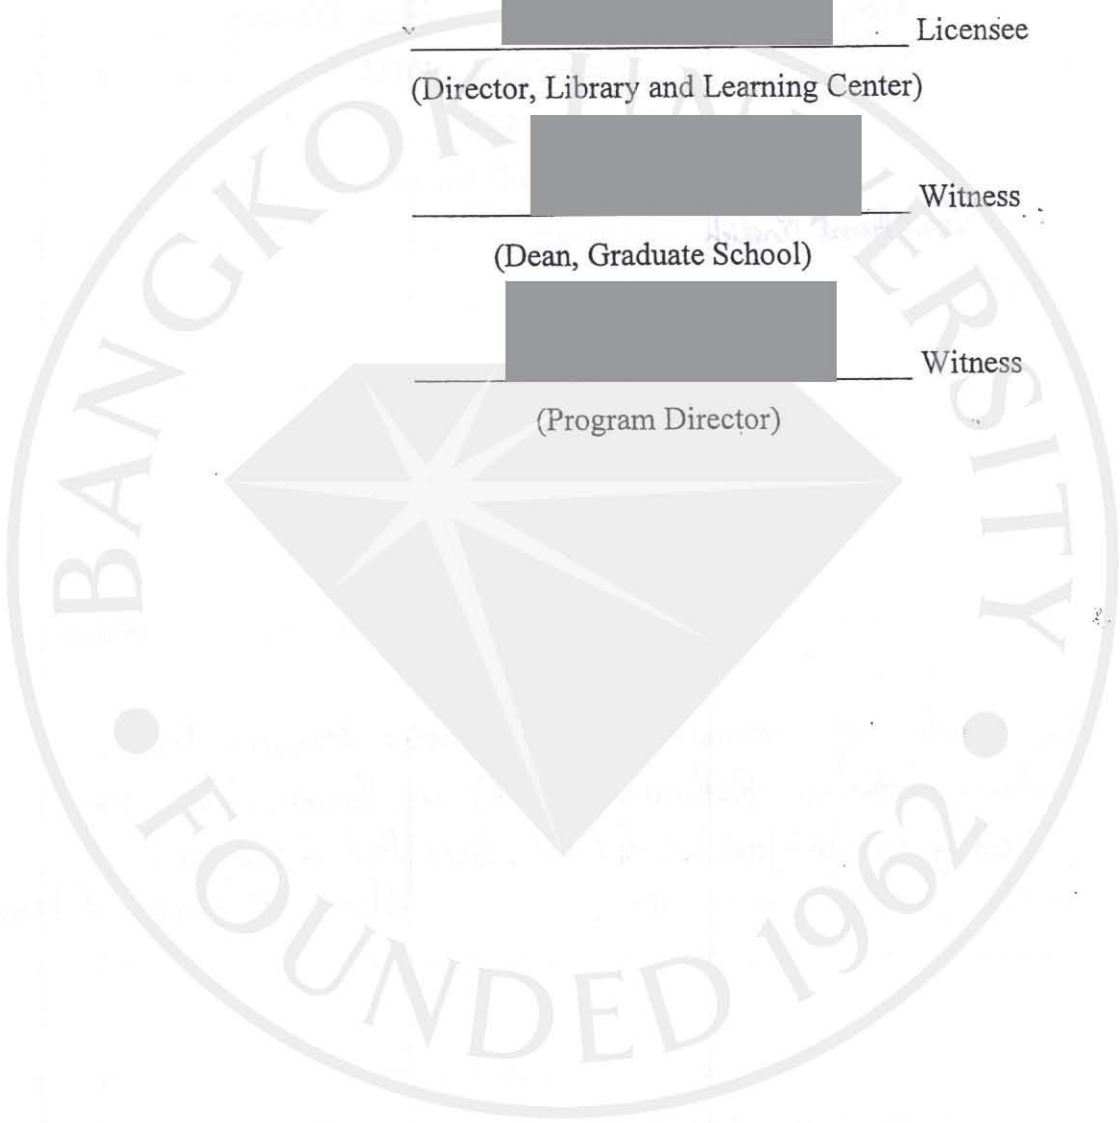 Licensee
(Director, Library and Learning Center)
Witness
(Dean, Graduate School)
Witness
(Program Director)
BANGKOK UNIVERSITY
FOUNDED 1962